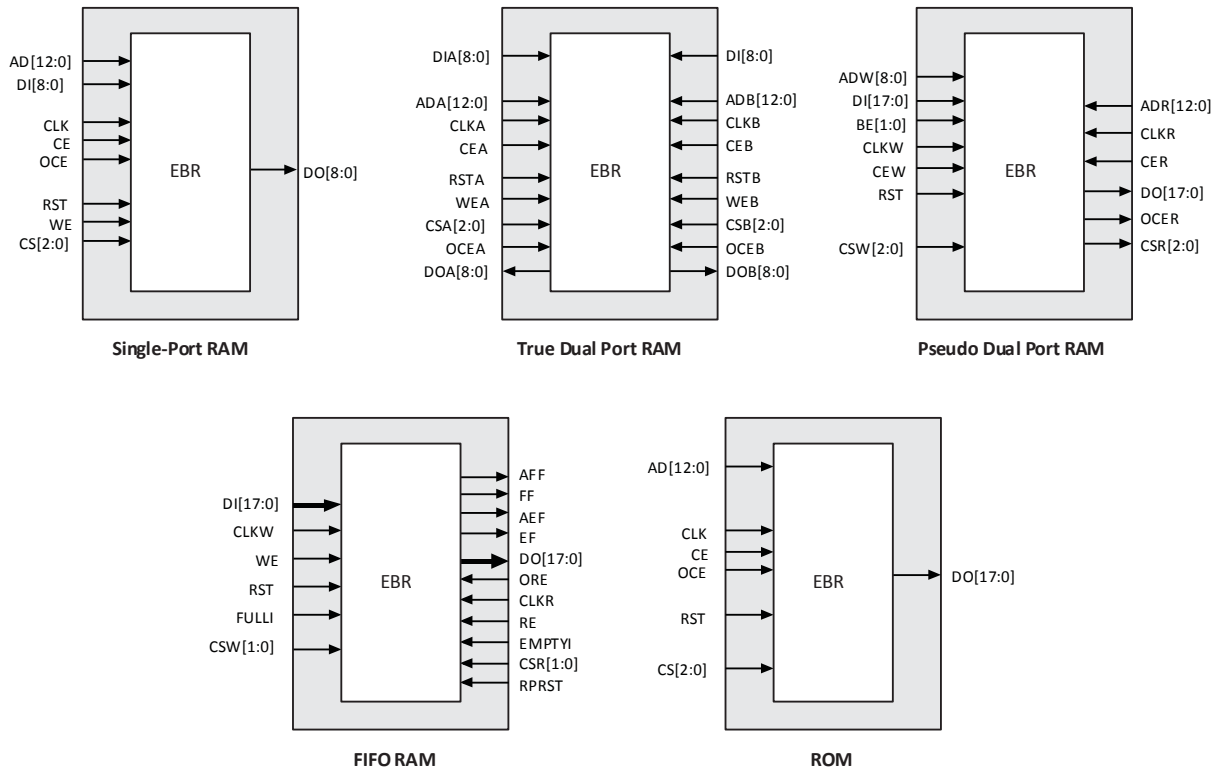 AD[12:0]
DI[8:0]
CLK
CE
OCE
RST
WE
CS[2:0]
EBR
DO[8:0]
Single-Port RAM
DIA[8:0]
ADA[12:0]
CLKA
CEA
RSTA
WEA
CSA[2:0]
OCEA
DOA[8:0]
EBR
DI[8:0]
ADB[12:0]
CLKB
CEB
RSTB
WEB
CSB[2:0]
OCEB
DOB[8:0]
True Dual Port RAM
ADW[8:0]
DI[17:0]
BE[1:0]
CLKW
CEW
RST
CSW[2:0]
EBR
ADR[12:0]
CLKR
CER
DO[17:0]
OCER
CSR[2:0]
Pseudo Dual Port RAM
DI[17:0]
CLKW
WE
RST
FULLI
CSW[1:0]
EBR
AFF
FF
AEF
EF
DO[17:0]
ORE
CLKR
RE
EMPTYI
CSR[1:0]
RPRST
FIFO RAM
AD[12:0]
CLK
CE
OCE
RST
CS[2:0]
EBR
DO[17:0]
ROM